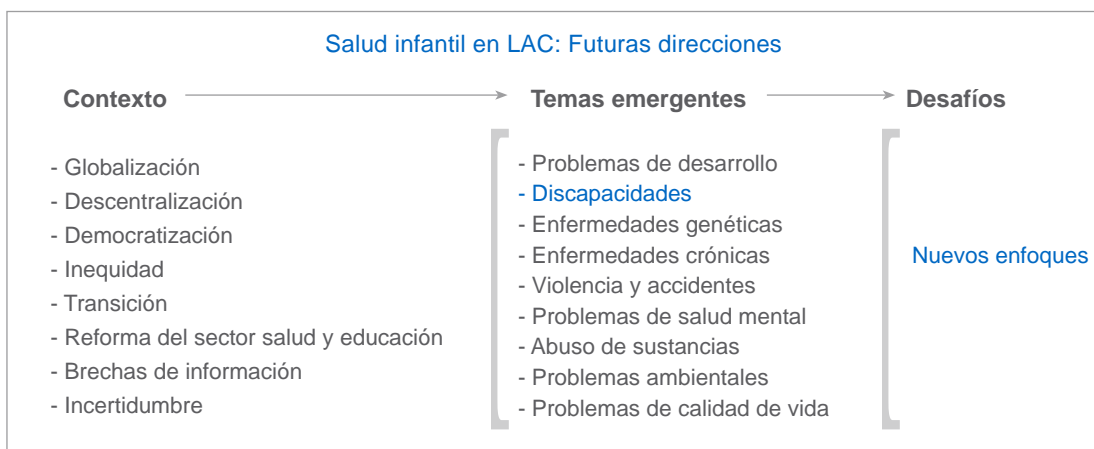 Salud infantil en LAC: Futuras direcciones
Contexto
Temas emergentes
Desafíos
- Globalización
- Descentralización
- Democratización
- Inequidad
- Transición
- Reforma del sector salud y educación
- Brechas de información
- Incertidumbre
- Problemas de desarrollo
- Discapacidades
- Enfermedades genéticas
- Enfermedades crónicas
- Violencia y accidentes
- Problemas de salud mental
- Abuso de sustancias
- Problemas ambientales
- Problemas de calidad de vida
Nuevos enfoques